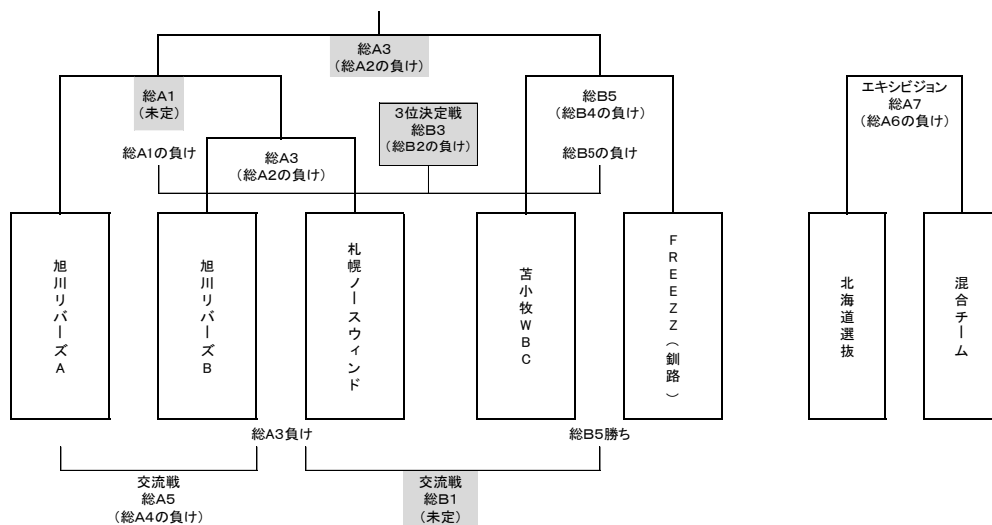 総A3
（総A2の負け）
総A1
（未定）
3位決定戦
総B3
（総B2の負け）
総B5
（総B4の負け）
エキシビジョン
総A7
（総A6の負け）
総A1の負け
総A3
（総A2の負け）
総B5の負け
旭川リバーズA
旭川リバーズB
札幌ノースウィンド
苫小牧WBC
FREEZZ（釧路）
北海道選抜
混合チーム
総A3負け
総B5勝ち
交流戦
総A5
（総A4の負け）
交流戦
総B1
（未定）